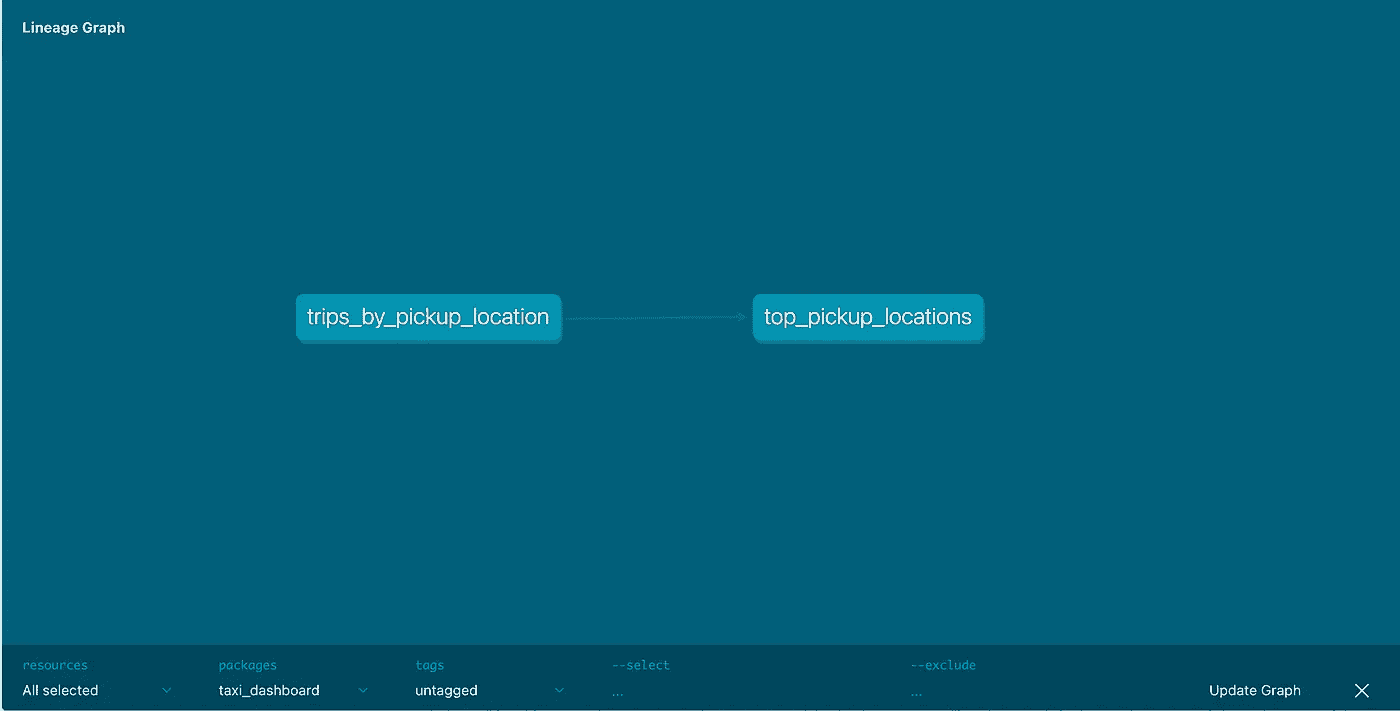 Lineage Graph
trips_by_pickup_location
top_pickup_locations
resources
packages
tags
--select
--exclude
All selected
taxi_dashboard
untagged
...
...
Update Graph